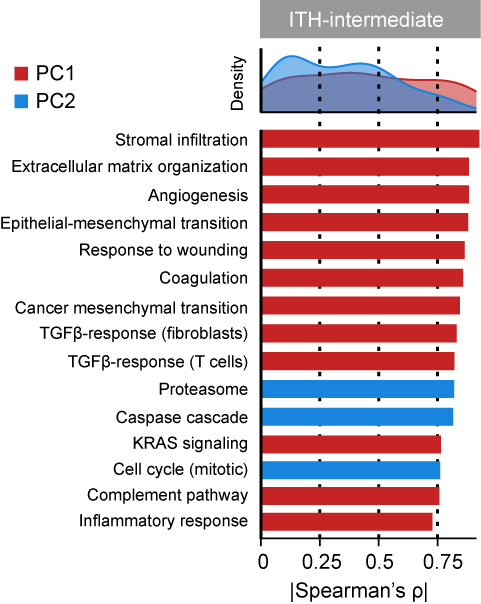 ITH-intermediate
Density
PC1
PC2
Stromal infiltration
Extracellular matrix organization
Angiogenesis
Epithelial-mesenchymal transition
Response to wounding
Coagulation
Cancer mesenchymal transition
TGFβ-response (fibroblasts)
TGFβ-response (T cells)
Proteasome
Caspase cascade
KRAS signaling
Cell cycle (mitotic)
Complement pathway
Inflammatory response
0 0.25 0.5 0.75
|Spearman's ρ|